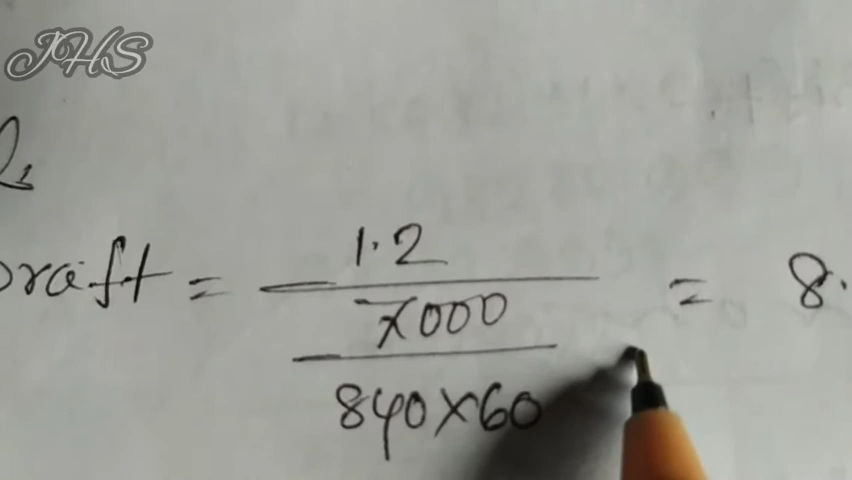 JHS
Draft = 1.2 = 8.
7000
840×60